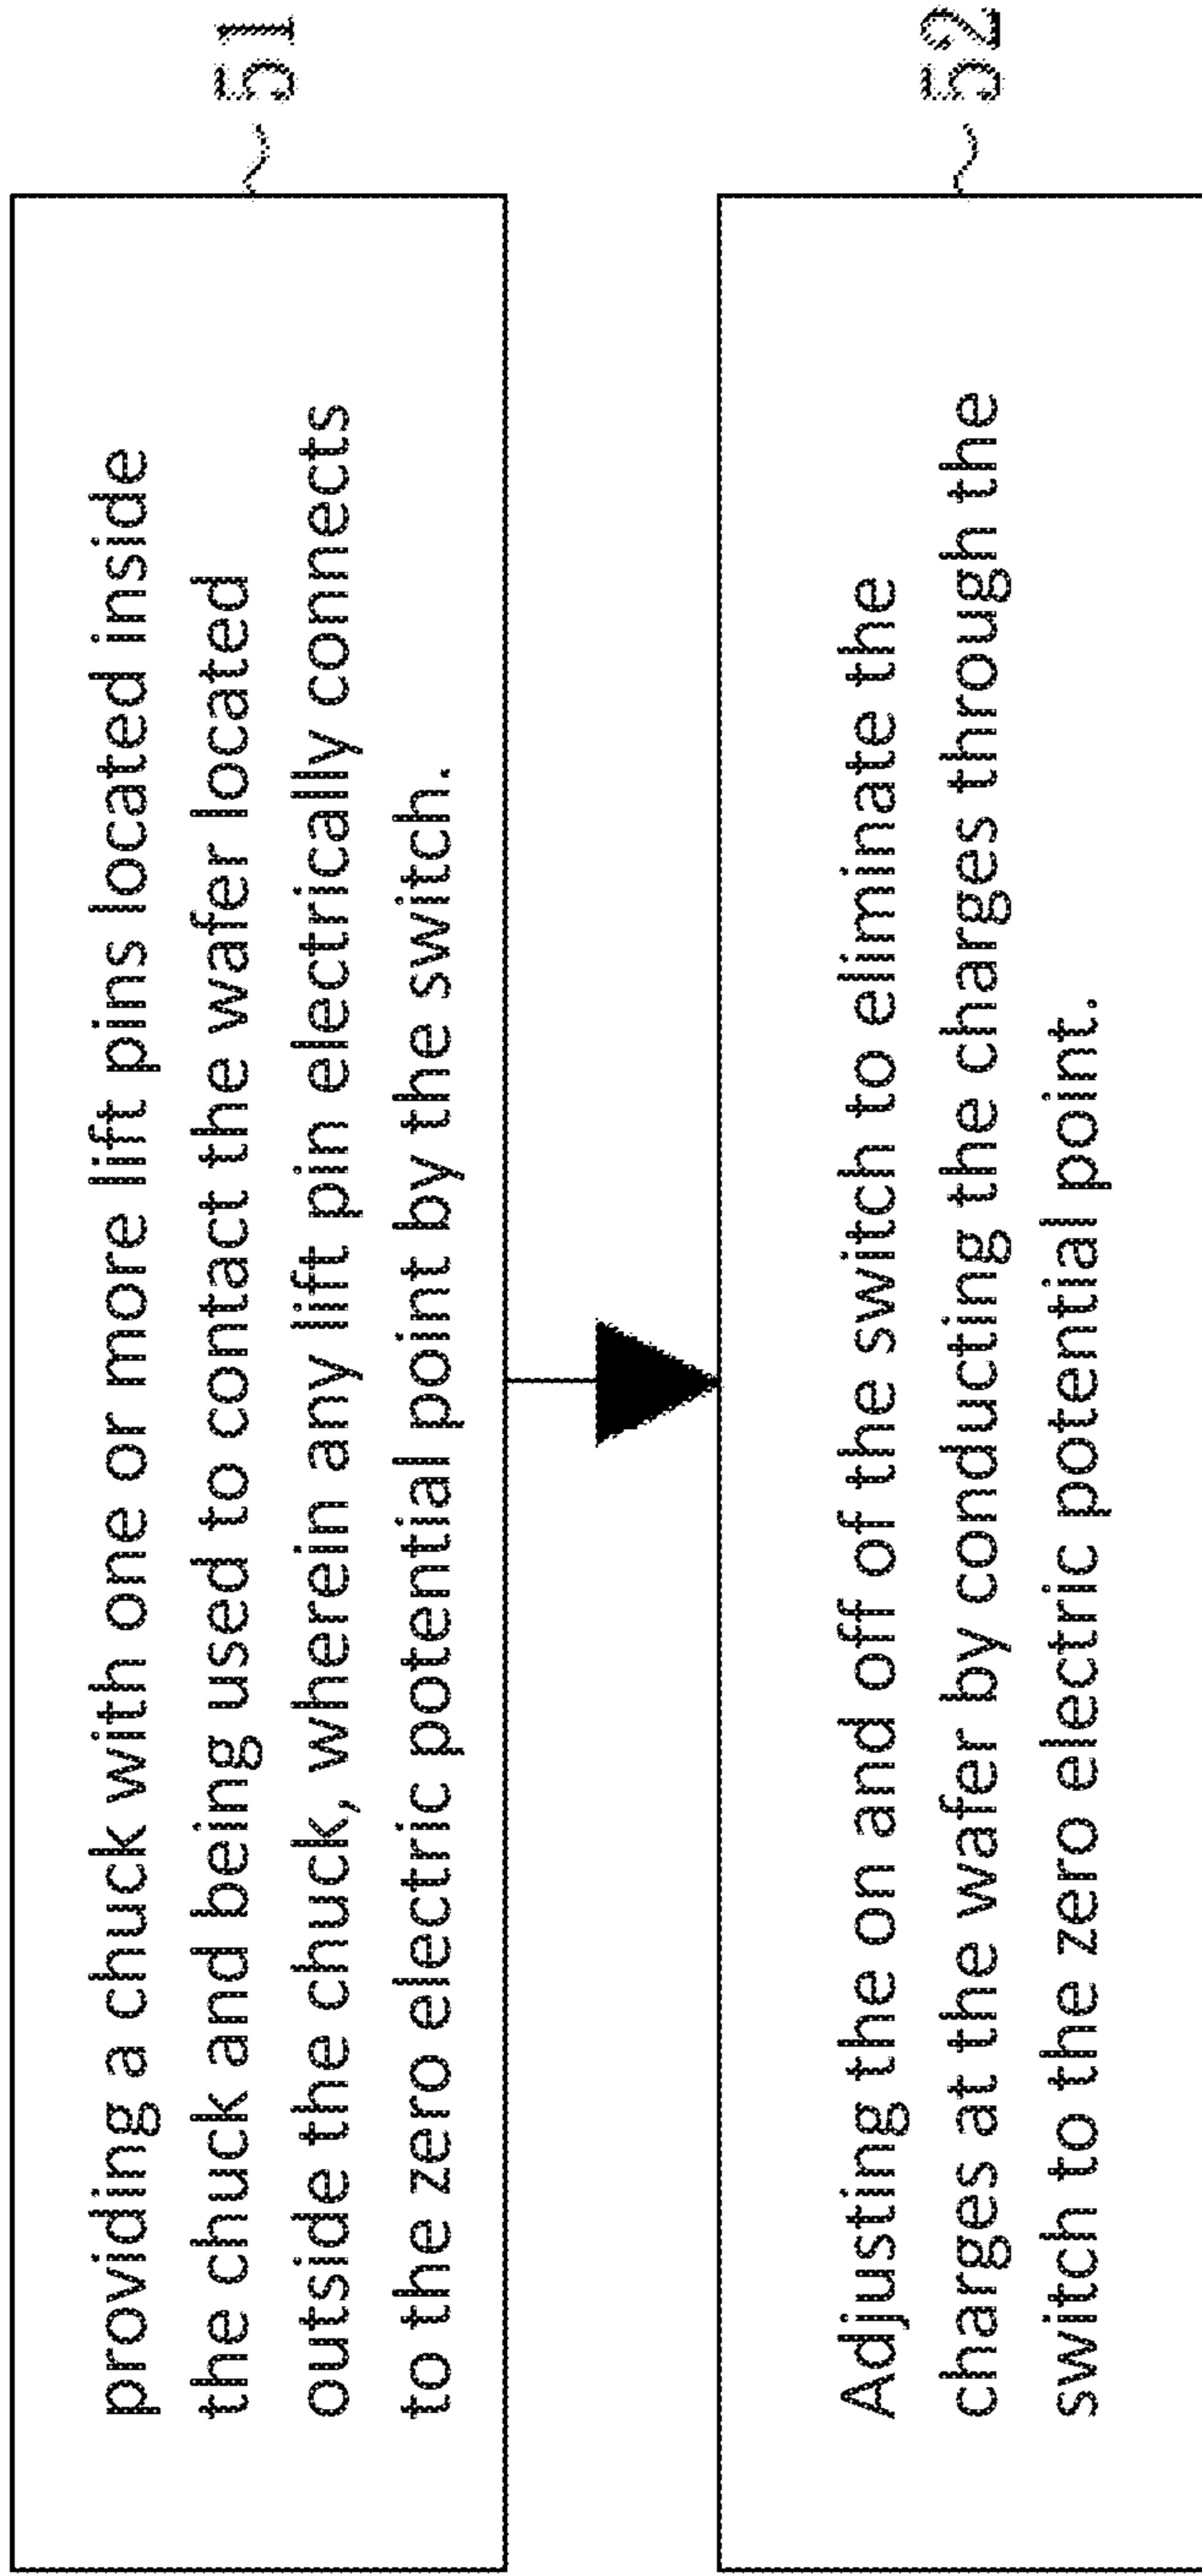 providing a chuck with one or more lift pins located inside
the chuck and being used to contact the wafer located
outside the chuck, wherein any lift pin electrically connects
to the zero electric potential point by the switch.
51
Adjusting the on and off of the switch to eliminate the
charges at the wafer by conducting the charges through the
switch to the zero electric potential point.
52